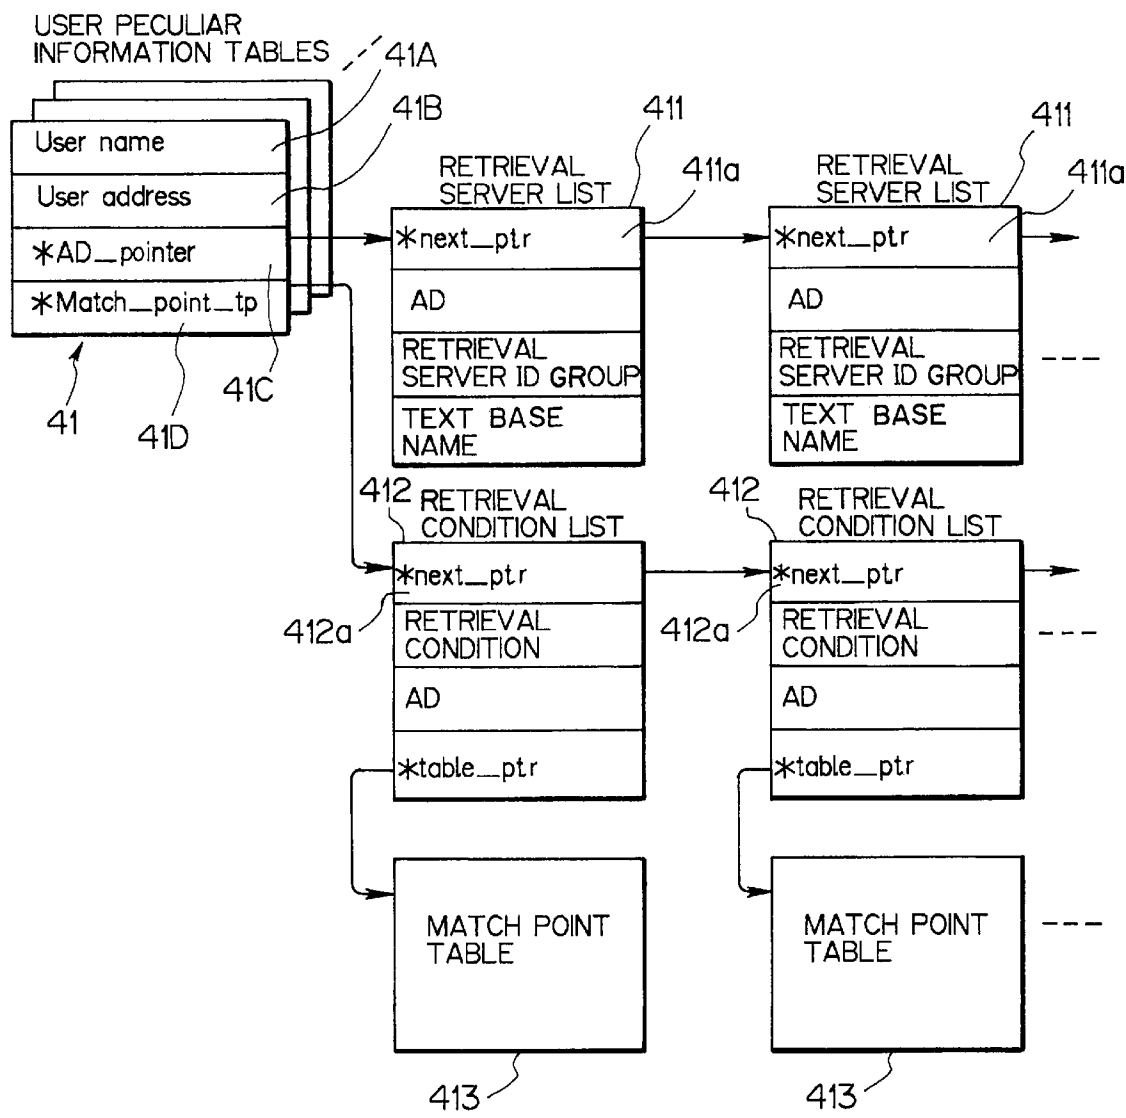 USER PECULIAR
INFORMATION TABLES
41A
41B
User name
User address
*AD_pointer
*Match_point_tp
41
41D
41C
411
RETRIEVAL
SERVER LIST
411a
*next_ptr
AD
RETRIEVAL
SERVER ID GROUP
TEXT BASE
NAME
411
RETRIEVAL
SERVER LIST
411a
*next_ptr
AD
RETRIEVAL
SERVER ID GROUP
TEXT BASE
NAME
412
RETRIEVAL
CONDITION LIST
*next_ptr
412a
RETRIEVAL
CONDITION
AD
*table_ptr
412
RETRIEVAL
CONDITION LIST
*next_ptr
412a
RETRIEVAL
CONDITION
AD
*table_ptr
MATCH POINT
TABLE
413
MATCH POINT
TABLE
413